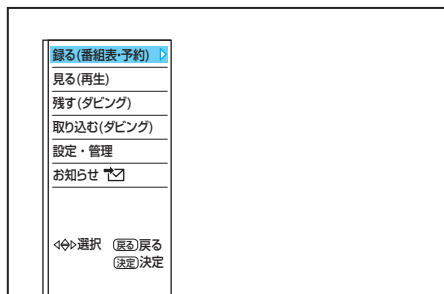 録る(番組表・予約)
見る(再生)
残す(ダビング)
取り込む(ダビング)
設定・管理
お知らせ
選択 戻る 戻る
決定 決定